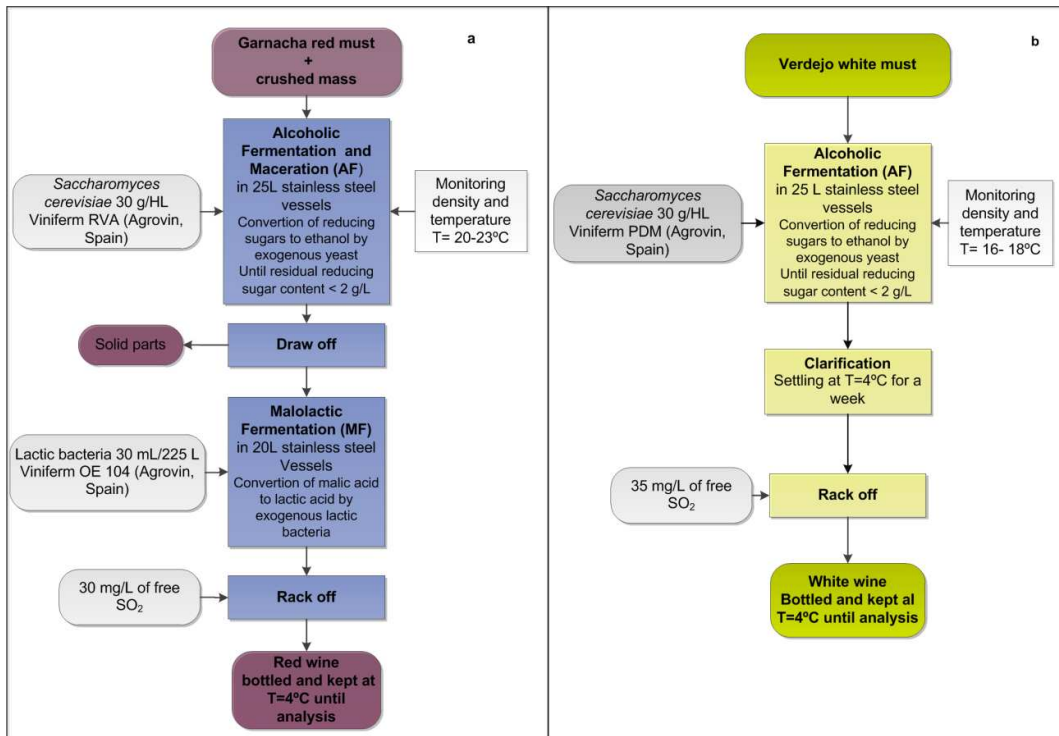 a
Garnacha red must
+
crushed mass
Alcoholic
Fermentation and
Maceration (AF)
in 25L stainless steel
vessels
Convertion of reducing
sugars to ethanol by
exogenous yeast
Until residual reducing
sugar content < 2 g/L
Saccharomyces
cerevisiae 30 g/HL
Viniferm RVA (Agrovin,
Spain)
Monitoring
density and
temperature
T= 20-23ºC
Solid parts
Draw off
Malolactic
Fermentation (MF)
in 20L stainless steel
Vessels
Convertion of malic acid
to lactic acid by
exogenous lactic
bacteria
Lactic bacteria 30 mL/225 L
Viniferm OE 104 (Agrovin,
Spain)
30 mg/L of free
SO₂
Rack off
Red wine
bottled and kept at
T=4ºC until
analysis
b
Verdejo white must
Alcoholic
Fermentation (AF)
in 25 L stainless steel
vessels
Convertion of reducing
sugars to ethanol by
exogenous yeast
Until residual reducing
sugar content < 2 g/L
Saccharomyces
cerevisiae 30 g/HL
Viniferm PDM (Agrovin,
Spain)
Monitoring
density and
temperature
T= 16- 18ºC
Clarification
Settling at T=4ºC for a
week
35 mg/L of free
SO₂
Rack off
White wine
Bottled and kept al
T=4ºC until analysis